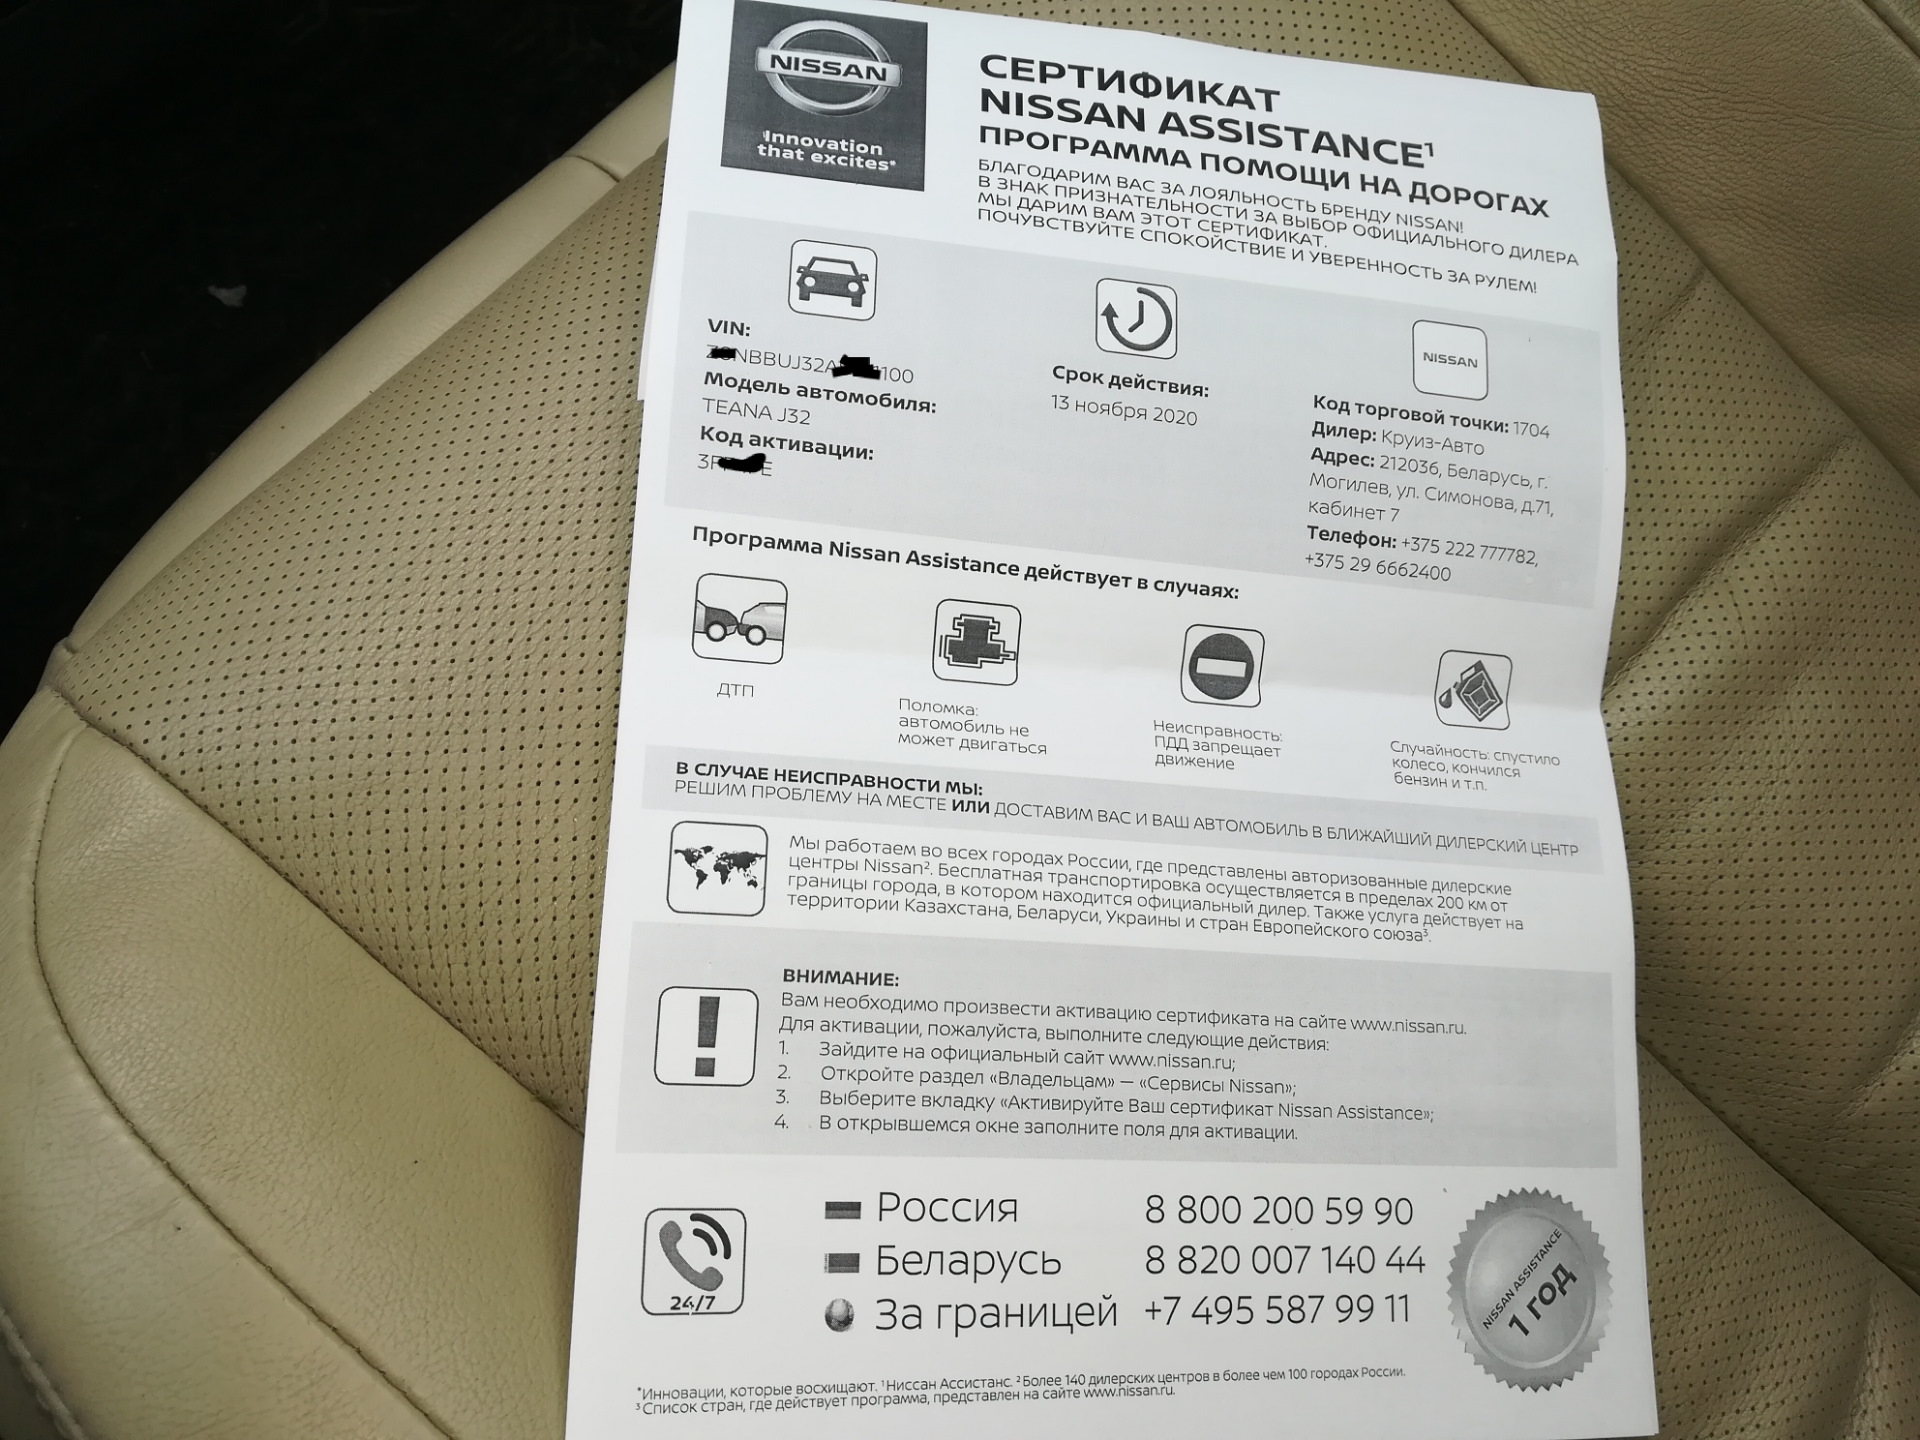 NISSAN
Innovation
that excites*
СЕРТИФИКАТ
NISSAN ASSISTANCE¹
ПРОГРАММА ПОМОЩИ НА ДОРОГАХ
БЛАГОДАРИМ ВАС ЗА ЛОЯЛЬНОСТЬ БРЕНДУ NISSAN!
В ЗНАК ПРИЗНАТЕЛЬНОСТИ ЗА ВЫБОР ОФИЦИАЛЬНОГО ДИЛЕРА
МЫ ДАРИМ ВАМ ЭТОТ СЕРТИФИКАТ.
ПОЧУВСТВУЙТЕ СПОКОЙСТВИЕ И УВЕРЕННОСТЬ ЗА РУЛЕМ!
VIN:
NBBUJ32A 100
Модель автомобиля:
TEANA J32
Код активации:
3F E
Срок действия:
13 ноября 2020
NISSAN
Код торговой точки: 1704
Дилер: Круиз-Авто
Адрес: 212036, Беларусь, г.
Могилев, ул. Симонова, д.71,
кабинет 7
Телефон: +375 222 777782,
+375 29 6662400
Программа Nissan Assistance действует в случаях:
ДТП
Поломка:
автомобиль не
может двигаться
Неисправность:
ПДД запрещает
движение
Случайность: спустило
колесо, кончился
бензин и т.п.
В СЛУЧАЕ НЕИСПРАВНОСТИ МЫ:
РЕШИМ ПРОБЛЕМУ НА МЕСТЕ ИЛИ ДОСТАВИМ ВАС И ВАШ АВТОМОБИЛЬ В БЛИЖАЙШИЙ ДИЛЕРСКИЙ ЦЕНТР
Мы работаем во всех городах России, где представлены авторизованные дилерские
центры Nissan². Бесплатная транспортировка осуществляется в пределах 200 км от
границы города, в котором находится официальный дилер. Также услуга действует на
территории Казахстана, Беларуси, Украины и стран Европейского союза³.
ВНИМАНИЕ:
Вам необходимо произвести активацию сертификата на сайте www.nissan.ru.
Для активации, пожалуйста, выполните следующие действия:
1. Зайдите на официальный сайт www.nissan.ru;
2. Откройте раздел «Владельцам» — «Сервисы Nissan»;
3. Выберите вкладку «Активируйте Ваш сертификат Nissan Assistance»;
4. В открывшемся окне заполните поля для активации.
24/7
Россия 8 800 200 59 90
Беларусь 8 820 007 140 44
За границей +7 495 587 99 11
NISSAN ASSISTANCE
1 ГОД
*Инновации, которые восхищают. ¹Ниссан Ассистанс. ²Более 140 дилерских центров в более чем 100 городах России.
³Список стран, где действует программа, представлен на сайте www.nissan.ru.